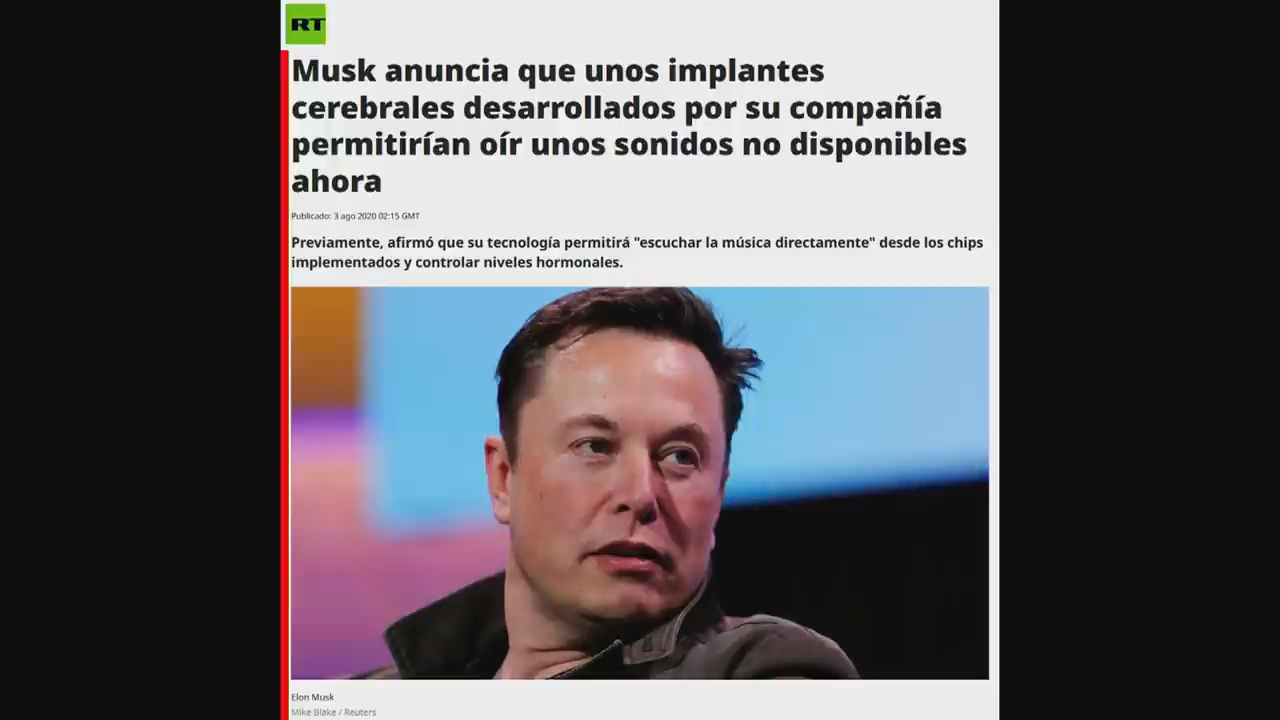 RT
Musk anuncia que unos implantes
cerebrales desarrollados por su compañía
permitirían oír unos sonidos no disponibles
ahora
Publicado: 3 ago 2020 02:15 GMT
Previamente, afirmó que su tecnología permitirá "escuchar la música directamente" desde los chips
implementados y controlar niveles hormonales.
Elon Musk
Mike Blake / Reuters